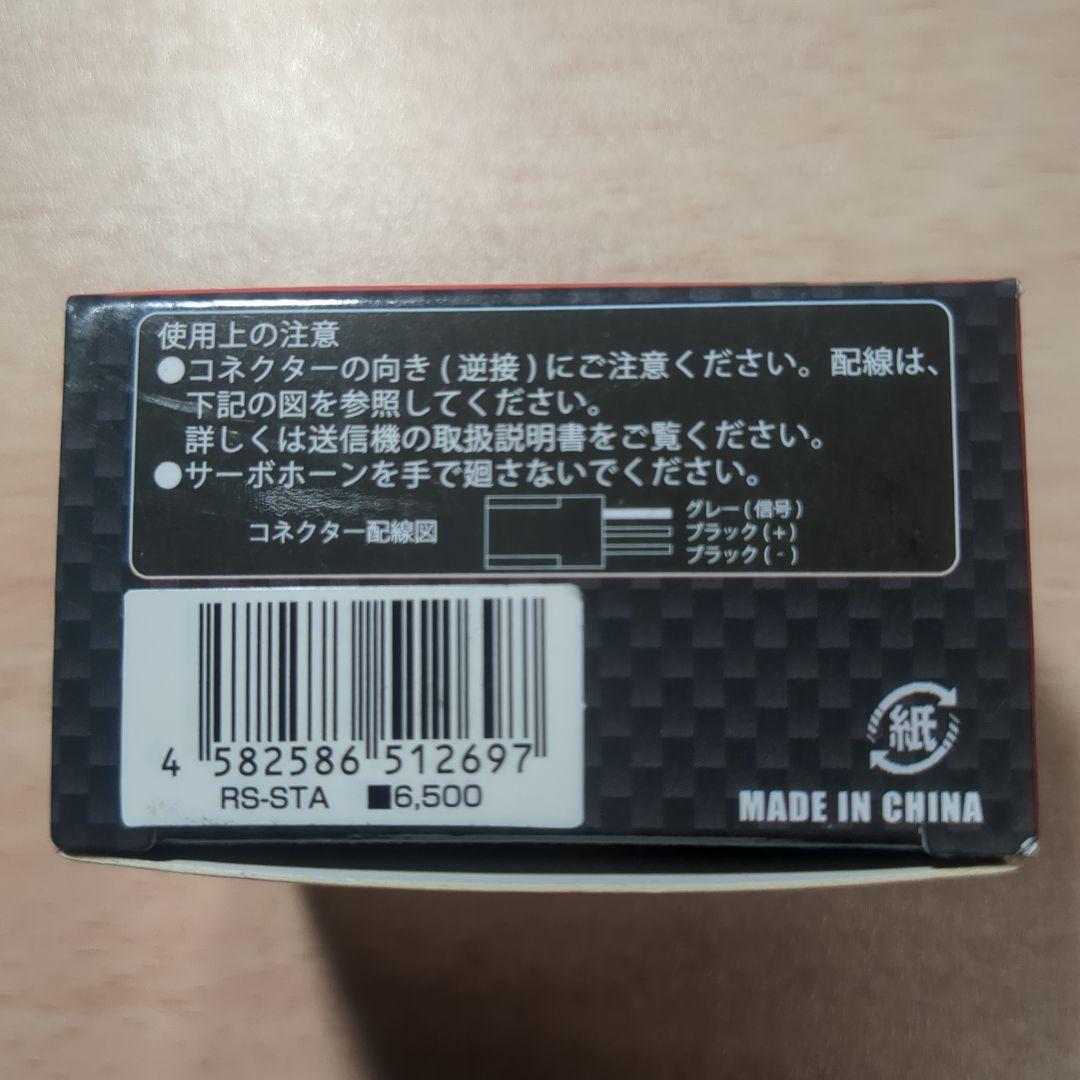 使用上の注意
●コネクターの向き(逆接)にご注意ください。配線は、
下記の図を参照してください。
詳しくは送信機の取扱説明書をご覧ください。
●サーボホーンを手で廻さないでください。
コネクター配線図
グレー(信号)
ブラック(+)
ブラック(-)
4 582586 512697
RS-STA ■6,500
紙
MADE IN CHINA